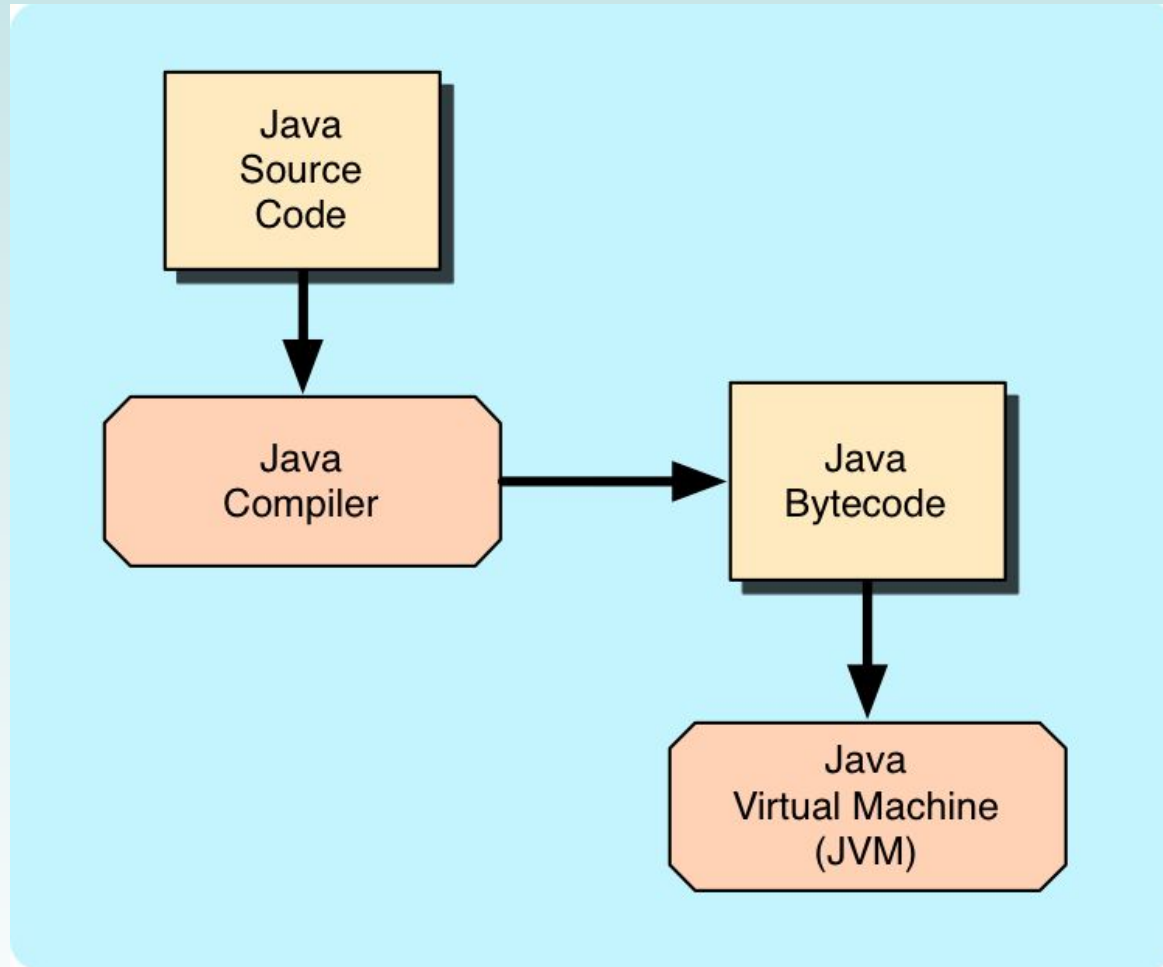 Java
Source
Code
Java
Compiler
Java
Bytecode
Java
Virtual Machine
(JVM)